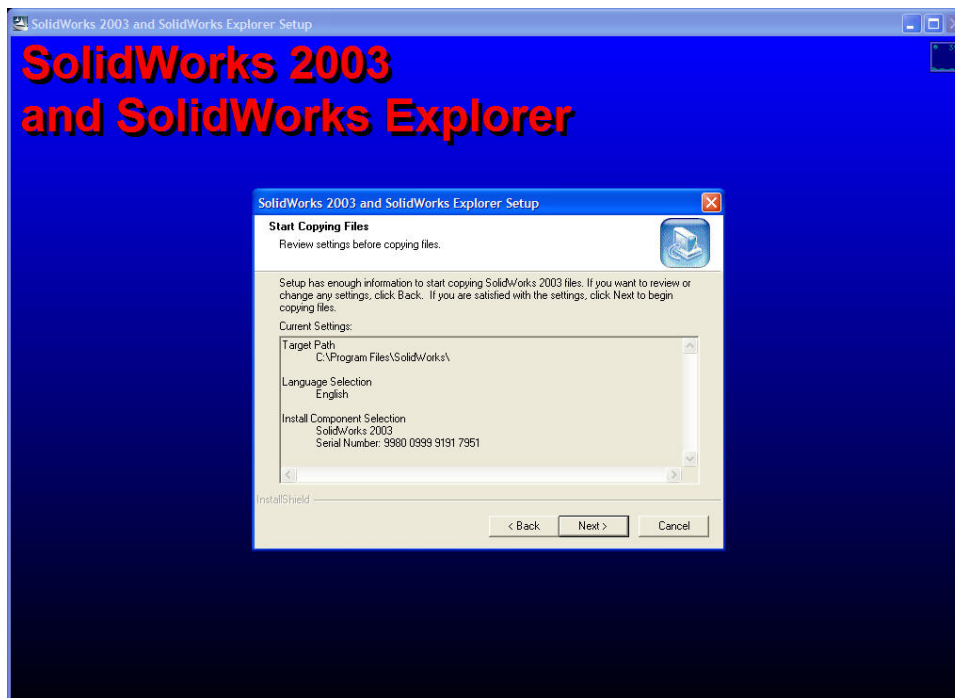 SolidWorks 2003 and SolidWorks Explorer Setup
SolidWorks 2003
and SolidWorks Explorer
SolidWorks 2003 and SolidWorks Explorer Setup
Start Copying Files
Review settings before copying files.
Setup has enough information to start copying SolidWorks 2003 files. If you want to review or
change any settings, click Back. If you are satisfied with the settings, click Next to begin
copying files.
Current Settings:
Target Path
C:\Program Files\SolidWorks\
Language Selection
English
Install Component Selection
SolidWorks 2003
Serial Number: 9980 0999 9191 7951
InstallShield
< Back
Next >
Cancel